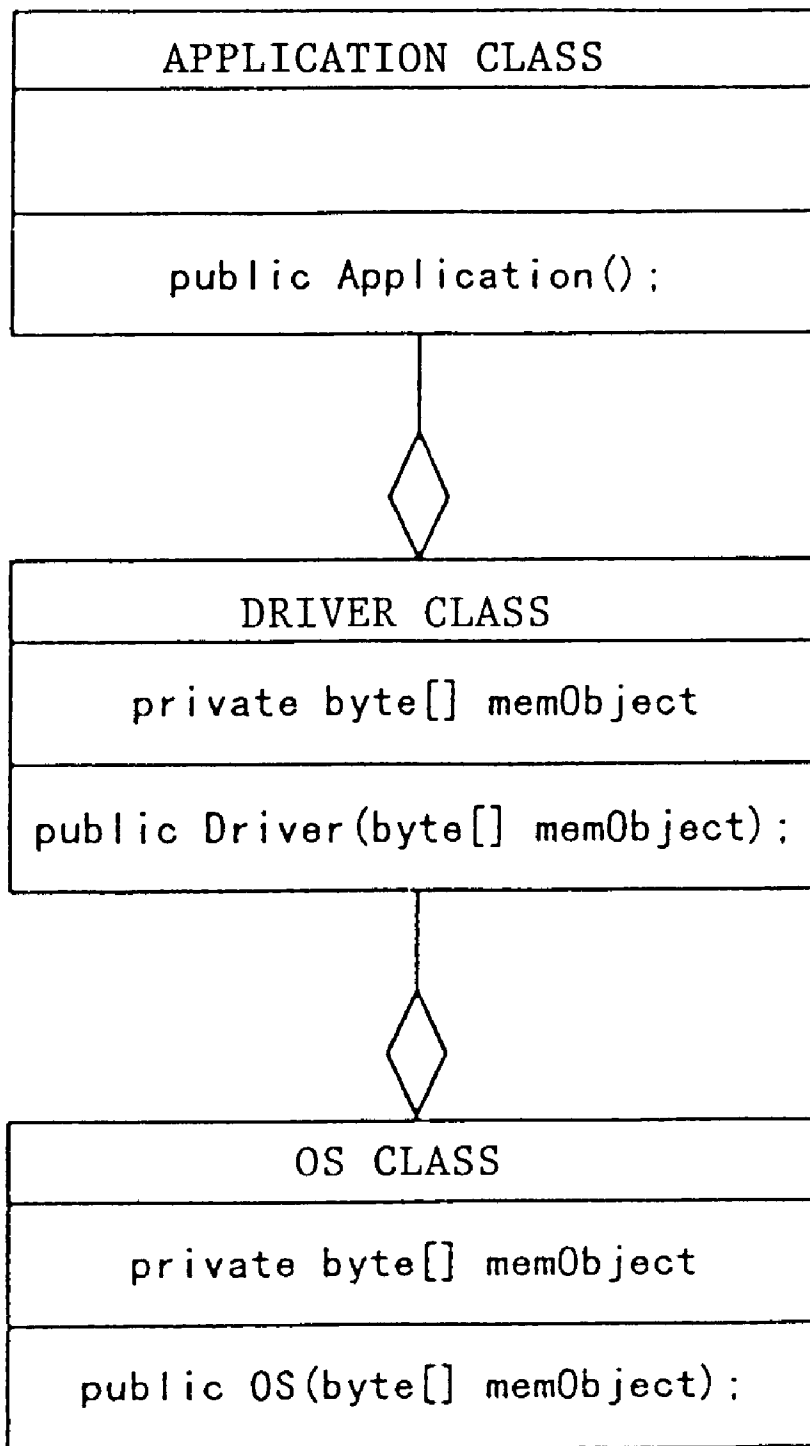 APPLICATION CLASS
public Application();
DRIVER CLASS
private byte[] memObject
public Driver(byte[] memObject);
OS CLASS
private byte[] memObject
public OS(byte[] memObject);